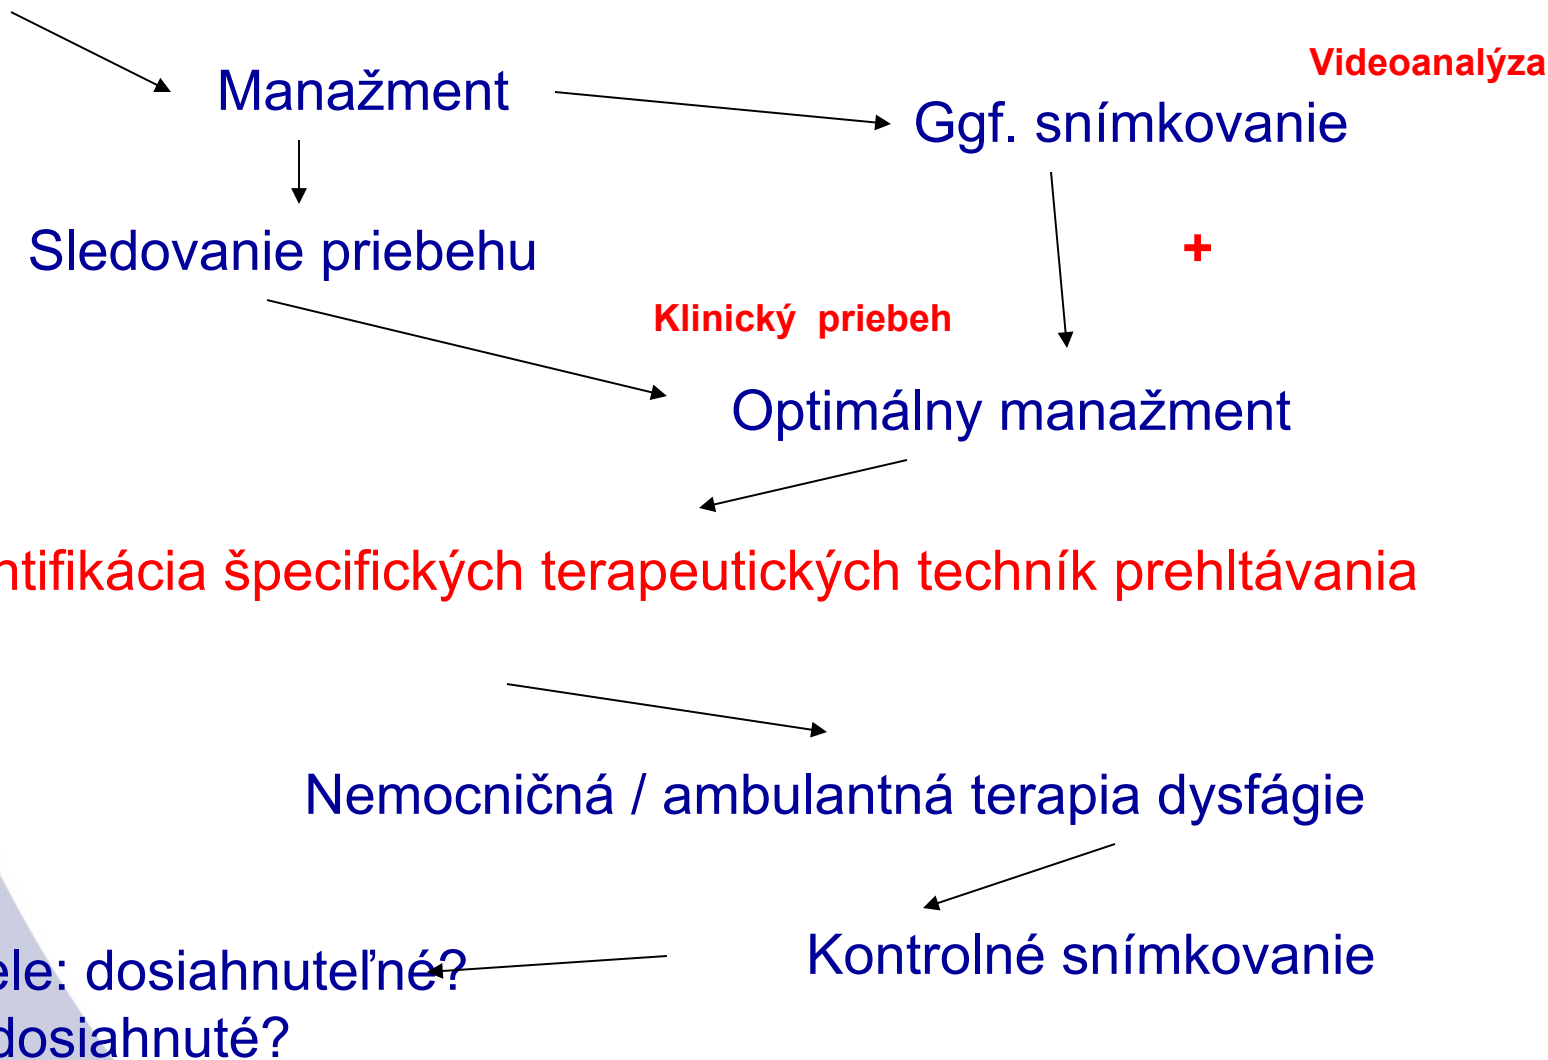 Videoanalýza
Manažment
Ggf. snímkovanie
Sledovanie priebehu
+
Klinický priebeh
Optimálny manažment
ntifikácia špecifických terapeutických techník prehltávania
Nemocničná / ambulantná terapia dysfágie
Kontrolné snímkovanie
ele: dosiahnuteľné?
dosiahnuté?